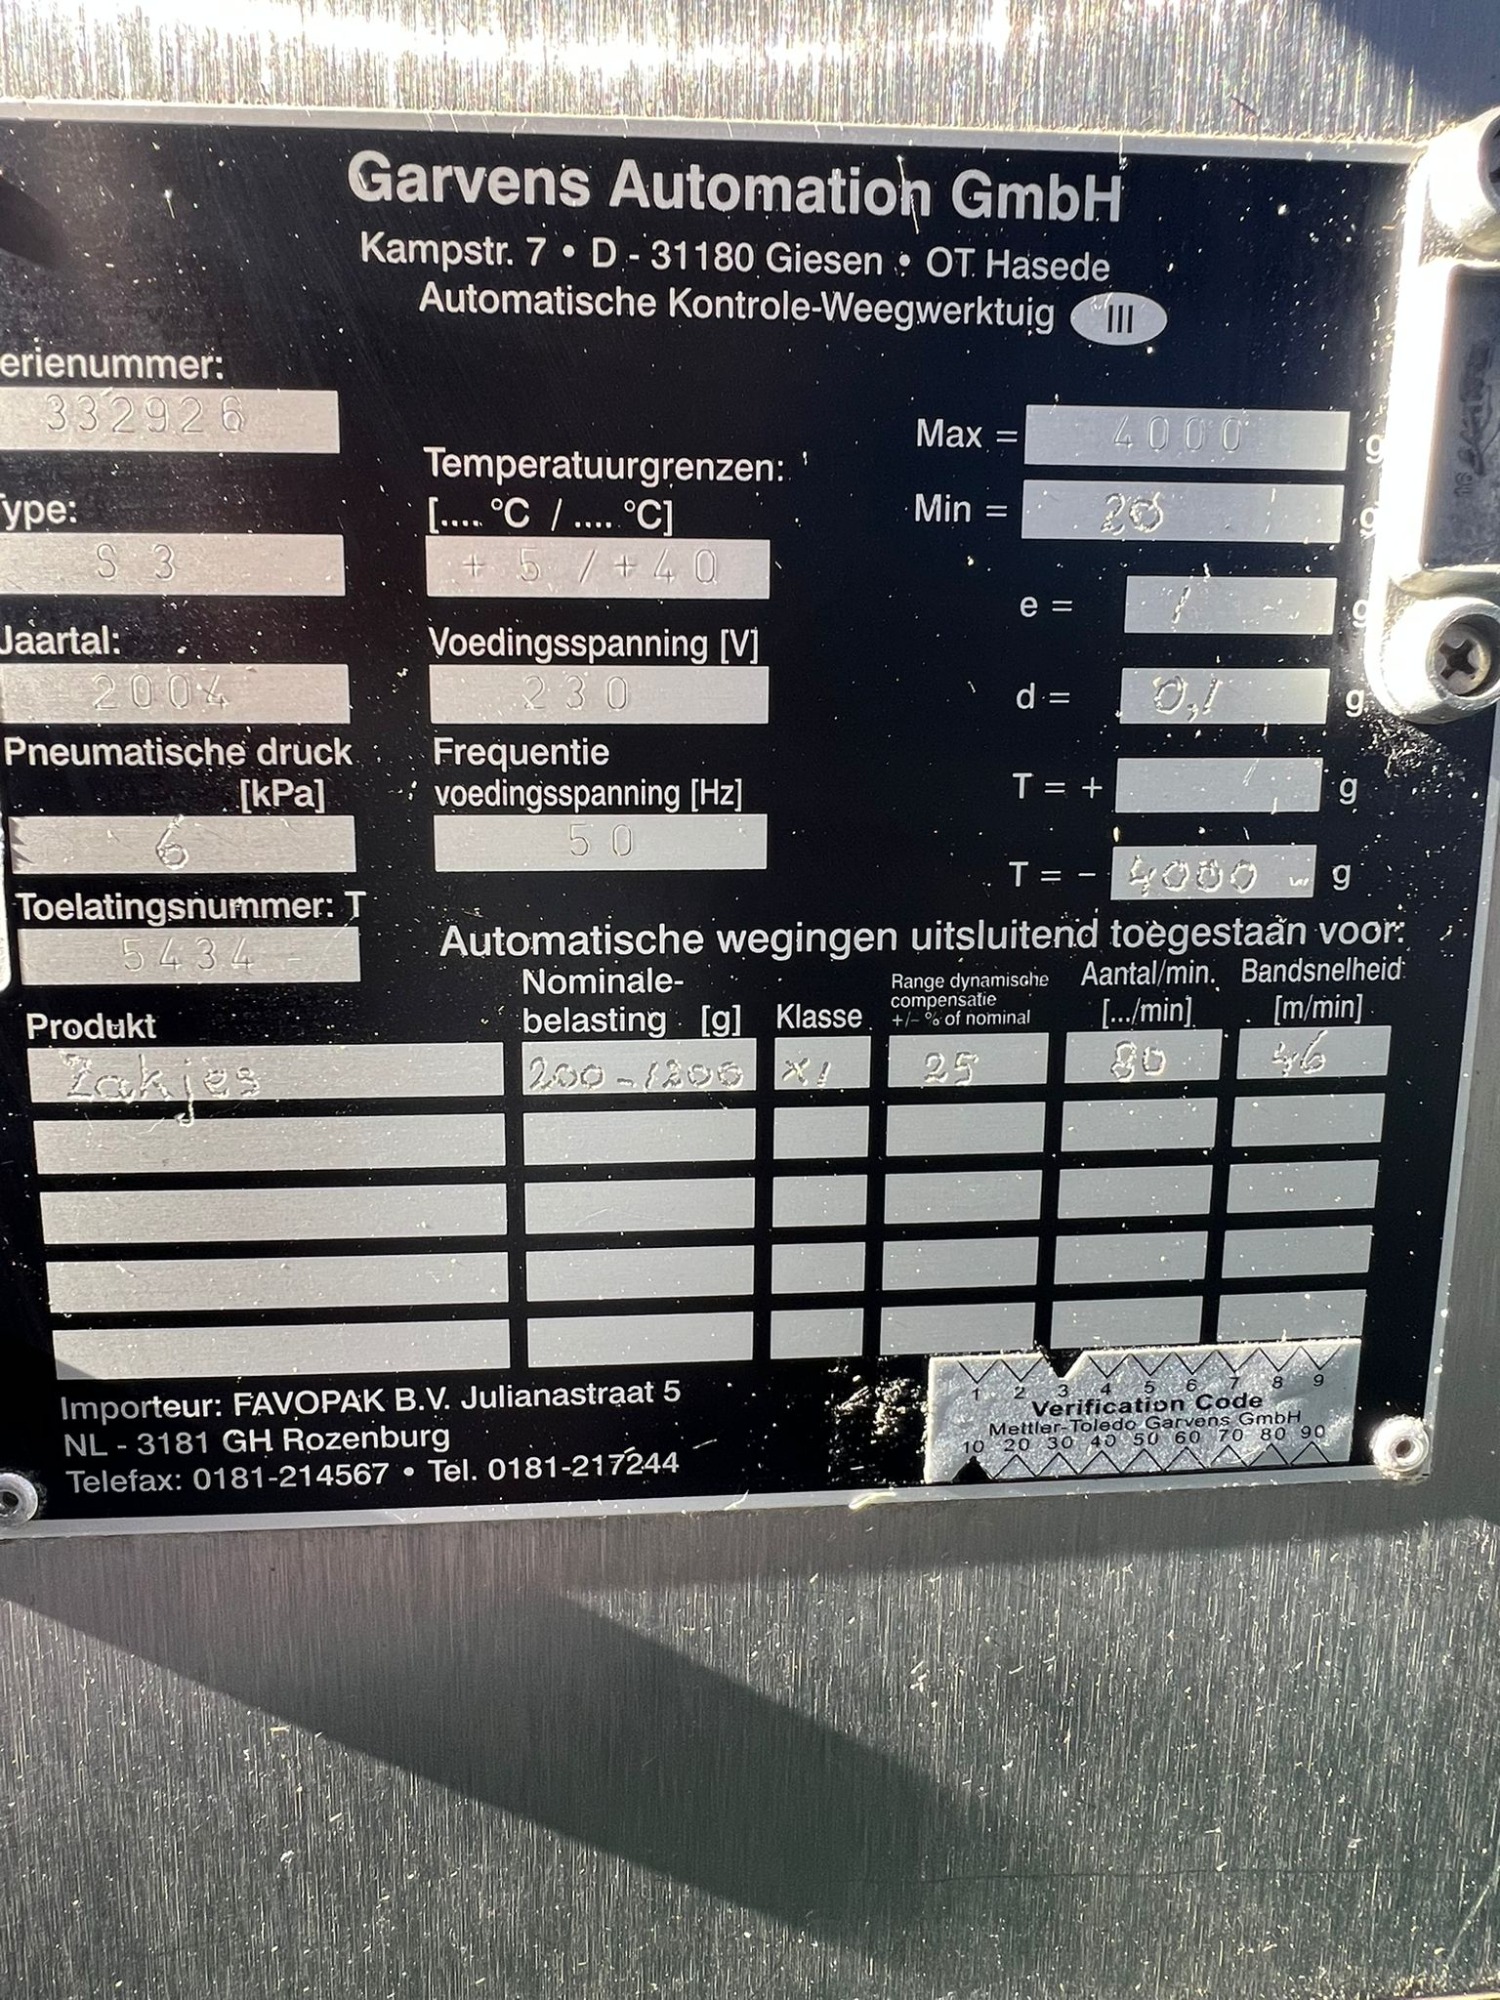 Garvens Automation GmbH
Kampstr. 7 • D - 31180 Giesen • OT Hasede
Automatische Kontrole-Weegwerktuig III
erienummer:
332926
ype:
S 3
Jaartal:
2004
Pneumatische druck
[kPa]
6
Toelatingsnummer: T
5434
Temperatuurgrenzen:
[.... °C / .... °C]
+ 5 / + 40
Voedingsspanning [V]
230
Frequentie
voedingsspanning [Hz]
50
Max = 4000 g
Min = 20 g
e = 1 g
d = 0,1 g
T = + g
T = - 4000 g
Automatische wegingen uitsluitend toegestaan voor:
Produkt
Nominale-
belasting [g]
Klasse
Range dynamische
compensatie
+/- % of nominal
Aantal/min.
[.../min]
Bandsnelheid
[m/min]
Zakjes 200-1200 X1 25 80 46
Importeur: FAVOPAK B.V. Julianastraat 5
NL - 3181 GH Rozenburg
Telefax: 0181-214567 • Tel. 0181-217244
1 2 3 4 5 6 7 8 9
Verification Code
Mettler-Toledo Garvens GmbH
10 20 30 40 50 60 70 80 90